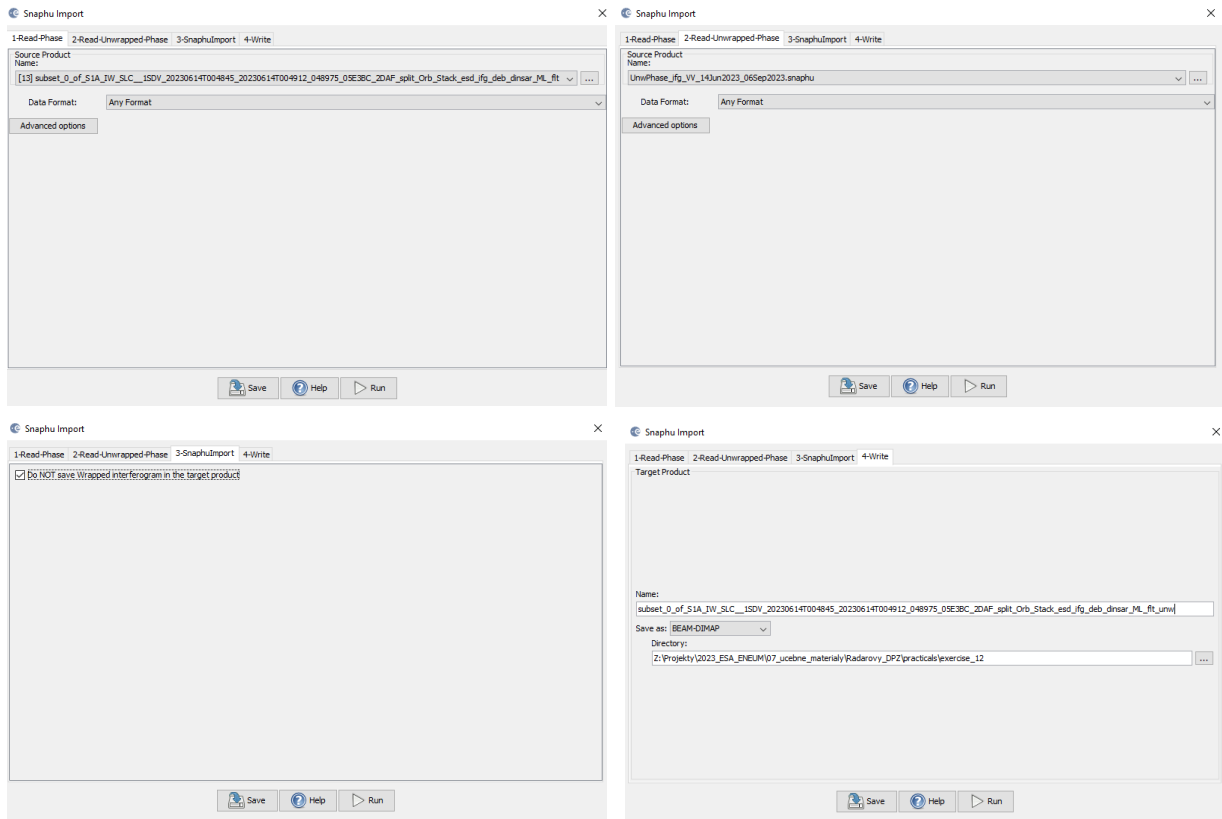 Snaphu Import
1-Read-Phase 2-Read-Unwrapped-Phase 3-SnaphuImport 4-Write
Source Product
Name:
[13] subset_0_of_S1A_IW_SLC__1SDV_20230614T004845_20230614T004912_048975_05E3BC_2DAF_split_Orb_Stack_esd_ifg_deb_dinsar_ML_flt ...
Data Format: Any Format
Advanced options
Save Help Run
Snaphu Import
1-Read-Phase 2-Read-Unwrapped-Phase 3-SnaphuImport 4-Write
Source Product
Name:
UnwPhase_ifg_VV_14Jun2023_06Sep2023.snaphu ...
Data Format: Any Format
Advanced options
Save Help Run
Snaphu Import
1-Read-Phase 2-Read-Unwrapped-Phase 3-SnaphuImport 4-Write
Do NOT save Wrapped interferogram in the target product
Save Help Run
Snaphu Import
1-Read-Phase 2-Read-Unwrapped-Phase 3-SnaphuImport 4-Write
Target Product
Name:
subset_0_of_S1A_IW_SLC__1SDV_20230614T004845_20230614T004912_048975_05E3BC_2DAF_split_Orb_Stack_esd_ifg_deb_dinsar_ML_flt_unw
Save as: BEAM-DIMAP
Directory:
Z:\Projekty\2023_ESA_ENEUM\07_ucebne_materialy\Radarovy_DPZ\practicals\exercise_12 ...
Save Help Run